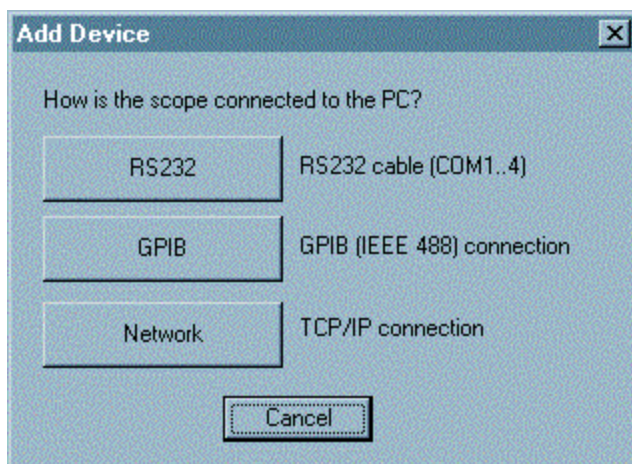 Add Device
How is the scope connected to the PC?
RS232 RS232 cable (COM1..4)
GPIB GPIB (IEEE 488) connection
Network TCP/IP connection
Cancel